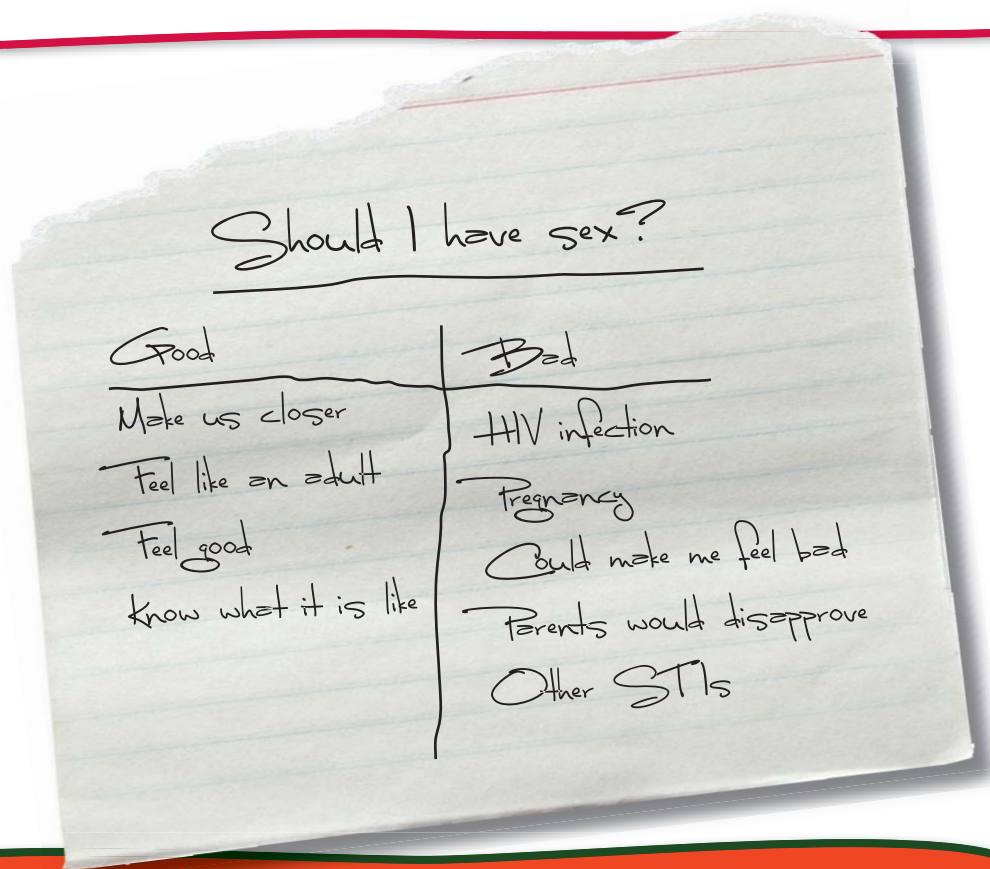 Should I have sex?
Good
Make us closer
Feel like an adult
Feel good
Know what it is like
Bad
HIV infection
Pregnancy
Could make me feel bad
Parents would disapprove
Other STIs